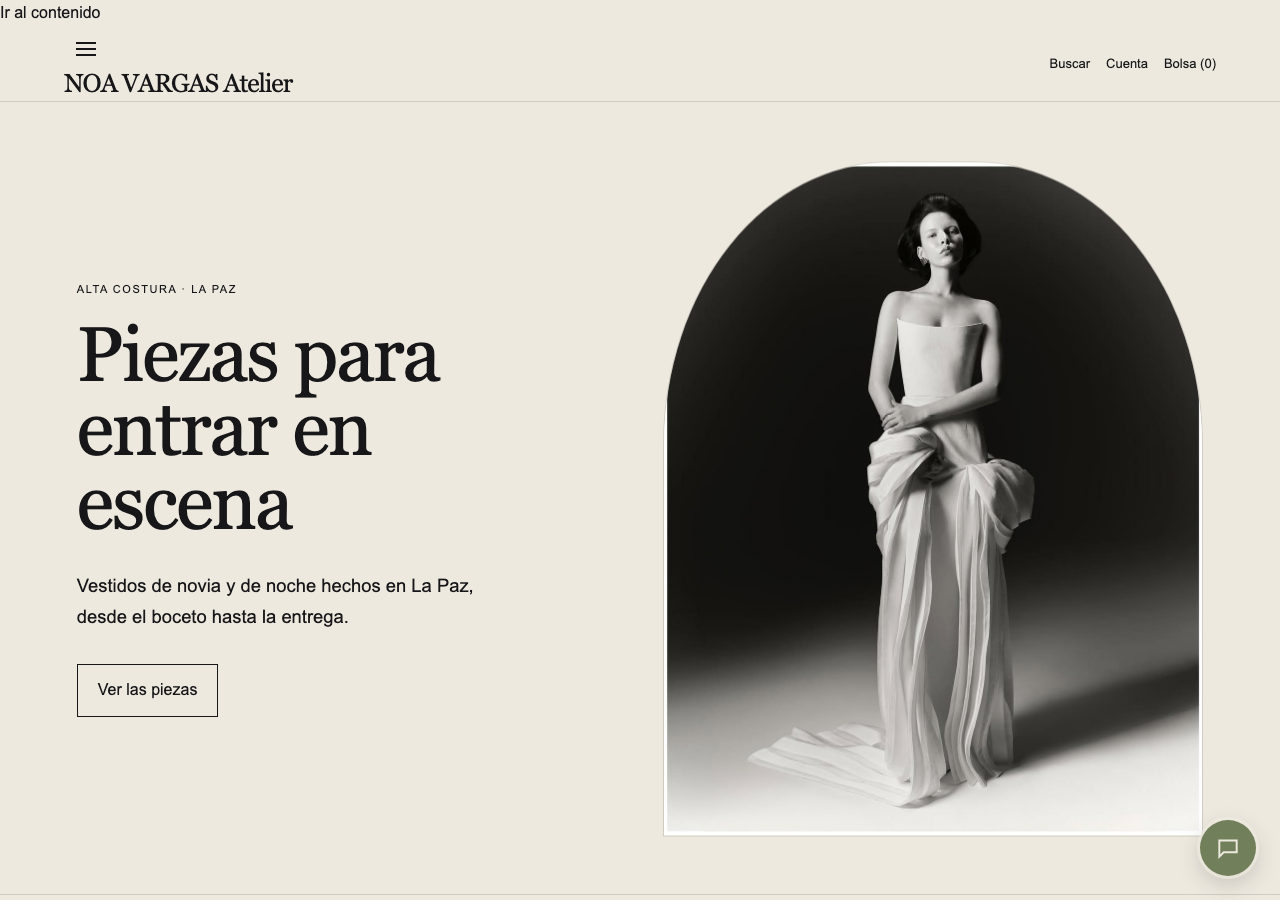 Ir al contenido
NOA VARGAS Atelier
Buscar Cuenta Bolsa (0)
ALTA COSTURA · LA PAZ
Piezas para
entrar en
escena
Vestidos de novia y de noche hechos en La Paz,
desde el boceto hasta la entrega.
Ver las piezas